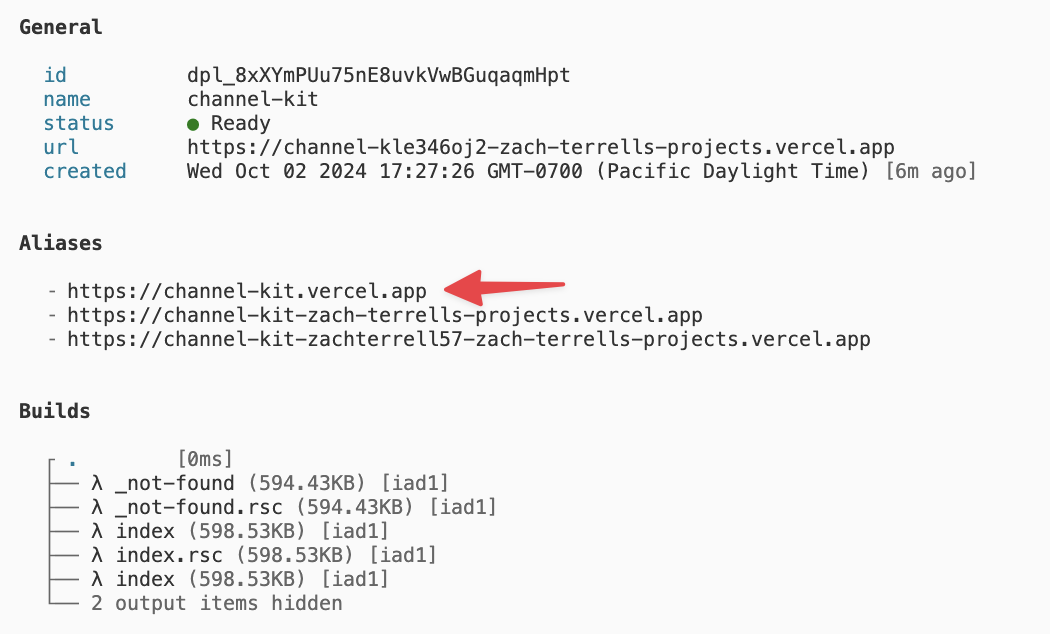 General
id dpl_8xXYmPUu75nE8uvkVwBGuqaqmHpt
name channel-kit
status ● Ready
url https://channel-kle346oj2-zach-terrells-projects.vercel.app
created Wed Oct 02 2024 17:27:26 GMT-0700 (Pacific Daylight Time) [6m ago]
Aliases
- https://channel-kit.vercel.app
- https://channel-kit-zach-terrells-projects.vercel.app
- https://channel-kit-zachterrell57-zach-terrells-projects.vercel.app
Builds
┌ . [0ms]
├── λ _not-found (594.43KB) [iad1]
├── λ _not-found.rsc (594.43KB) [iad1]
├── λ index (598.53KB) [iad1]
├── λ index.rsc (598.53KB) [iad1]
├── λ index (598.53KB) [iad1]
└── 2 output items hidden